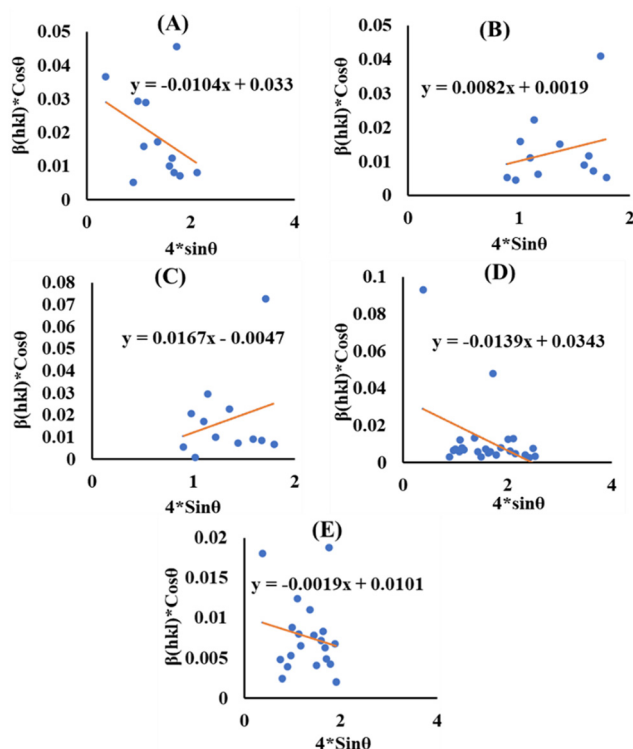 (A)
0.05
0.04
0.03
0.02
0.01
0
β(hkl)*Cosθ
y = -0.0104x + 0.033
0 2 4
4*sinθ
(B)
0.05
0.04
0.03
0.02
0.01
0
β(hkl)*Cosθ
y = 0.0082x + 0.0019
0 1 2
4*Sinθ
(C)
0.08
0.07
0.06
0.05
0.04
0.03
0.02
0.01
0
β(hkl)*Cosθ
y = 0.0167x - 0.0047
0 1 2
4*Sinθ
(D)
0.1
0.08
0.06
0.04
0.02
0
β(hkl)*Cosθ
y = -0.0139x + 0.0343
0 2 4
4*sinθ
(E)
0.02
0.015
0.01
0.005
0
β(hkl)*Cosθ
y = -0.0019x + 0.0101
0 2 4
4*Sinθ